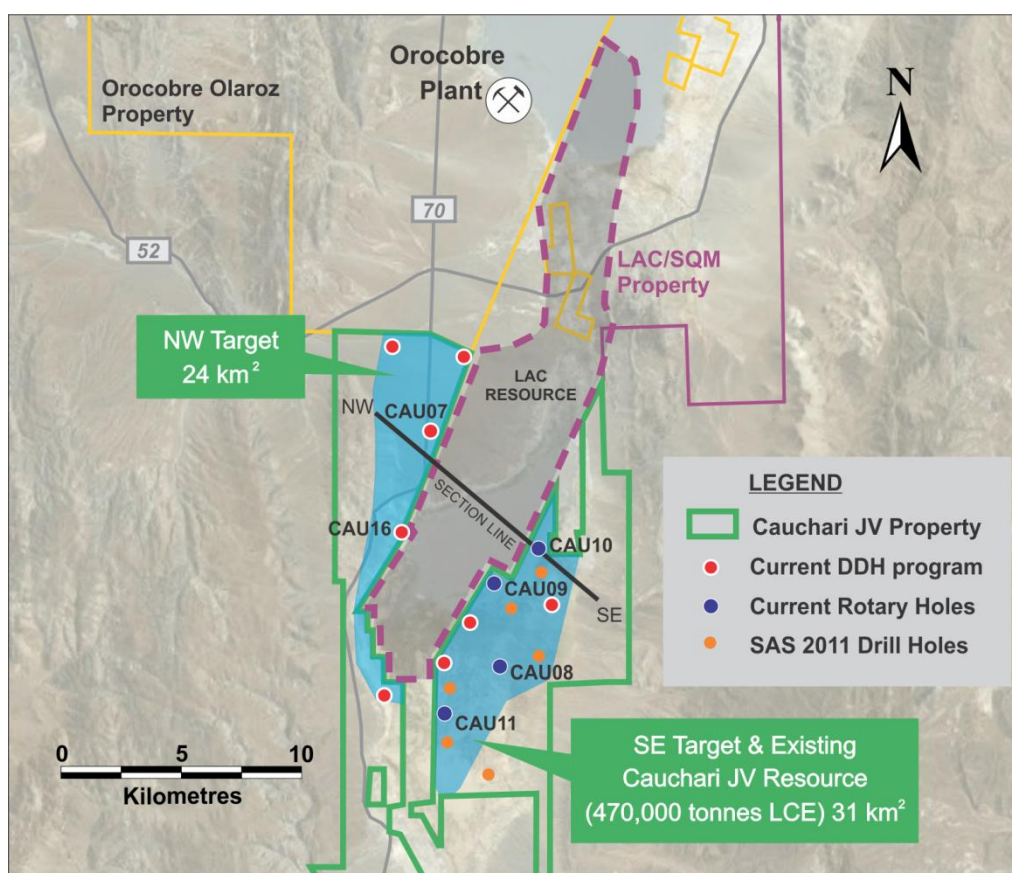 Orocobre
Plant
Orocobre Olaroz
Property
N
70
52
LAC/SQM
Property
NW Target
24 km²
LAC
RESOURCE
NW
CAU07
SECTION LINE
CAU16
CAU10
CAU09
SE
CAU08
CAU11
LEGEND
Cauchari JV Property
Current DDH program
Current Rotary Holes
SAS 2011 Drill Holes
0 5 10
Kilometres
SE Target & Existing
Cauchari JV Resource
(470,000 tonnes LCE) 31 km²